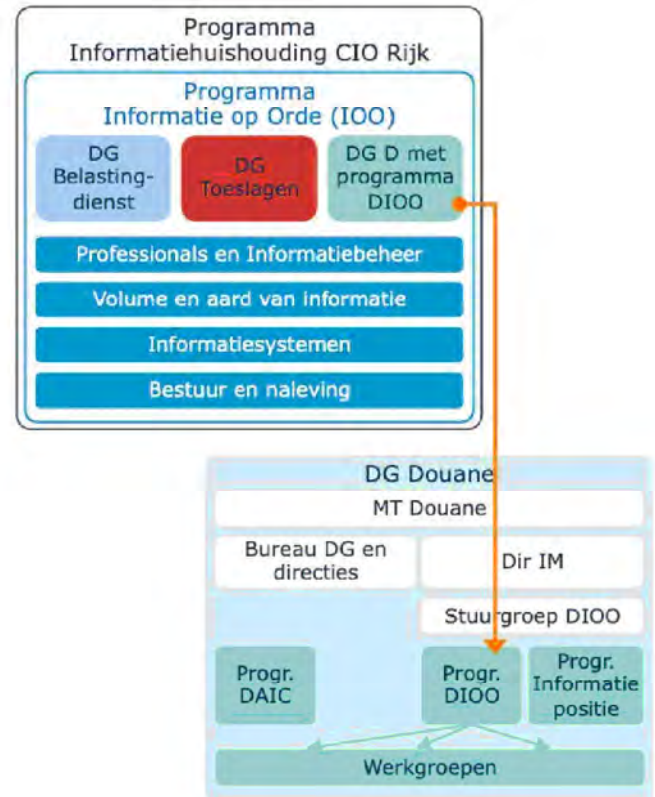 Programma
Informatiehuishouding CIO Rijk
Programma
Informatie op Orde (IOO)
DG
Belasting-
dienst
DG
Toeslagen
DG D met
programma
DIOO
Professionals en Informatiebeheer
Volume en aard van informatie
Informatiesystemen
Bestuur en naleving
DG Douane
MT Douane
Bureau DG en
directies
Dir IM
Stuurgroep DIOO
Progr.
DAIC
Progr.
DIOO
Progr.
Informatie
positie
Werkgroepen